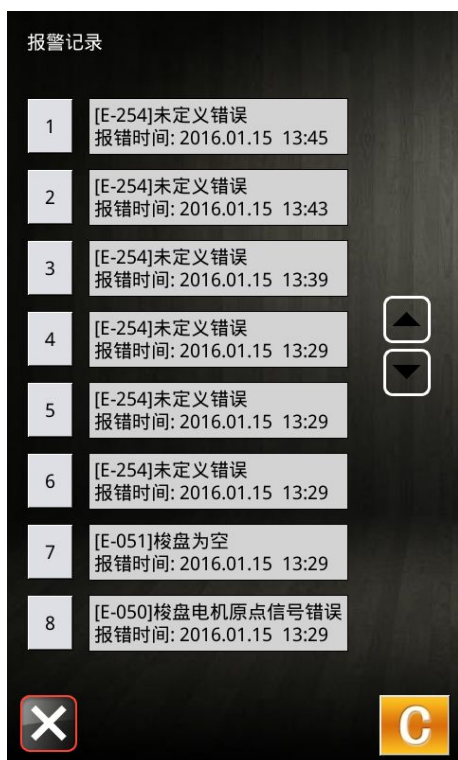 报警记录
1
[E-254]未定义错误
报错时间: 2016.01.15 13:45
2
[E-254]未定义错误
报错时间: 2016.01.15 13:43
3
[E-254]未定义错误
报错时间: 2016.01.15 13:39
4
[E-254]未定义错误
报错时间: 2016.01.15 13:29
5
[E-254]未定义错误
报错时间: 2016.01.15 13:29
6
[E-254]未定义错误
报错时间: 2016.01.15 13:29
7
[E-051]梭盘为空
报错时间: 2016.01.15 13:29
8
[E-050]梭盘电机原点信号错误
报错时间: 2016.01.15 13:29
C